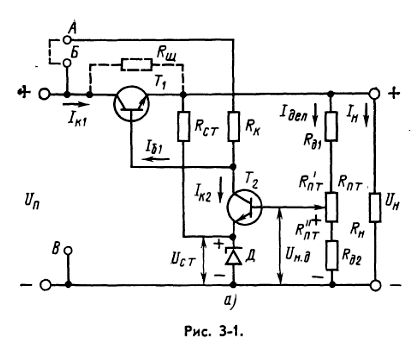 А
Б
Rщ
+
T1
+
Iк1
Rст
Rк
Iдел
Iн
Rд1
Iб1
T2
R'пт
Rпт
Uп
Iк2
Uн
R"пт
+
Rн
В
Uст
+
Д
−
Uн.д
−
Rд2
−
−
а)
Рис. 3-1.